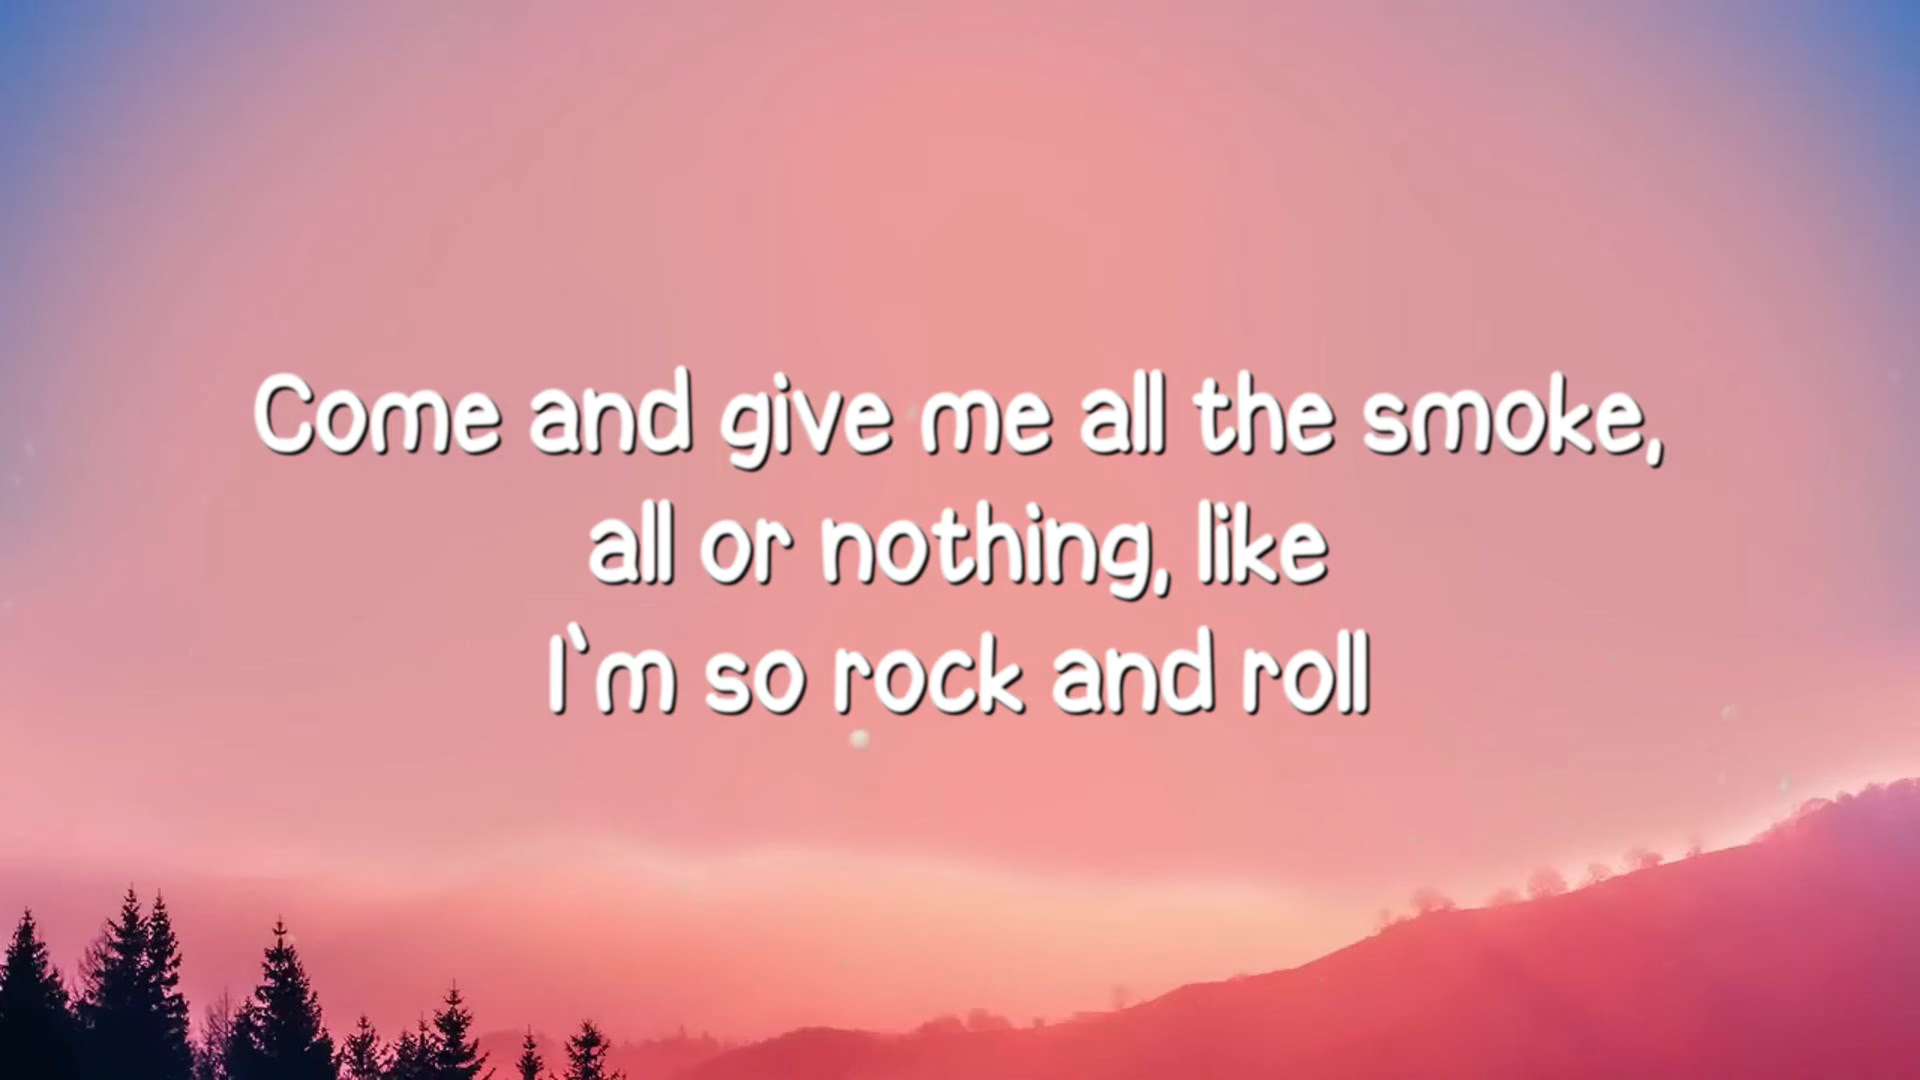 Come and give me all the smoke,
all or nothing, like
I`m so rock and roll